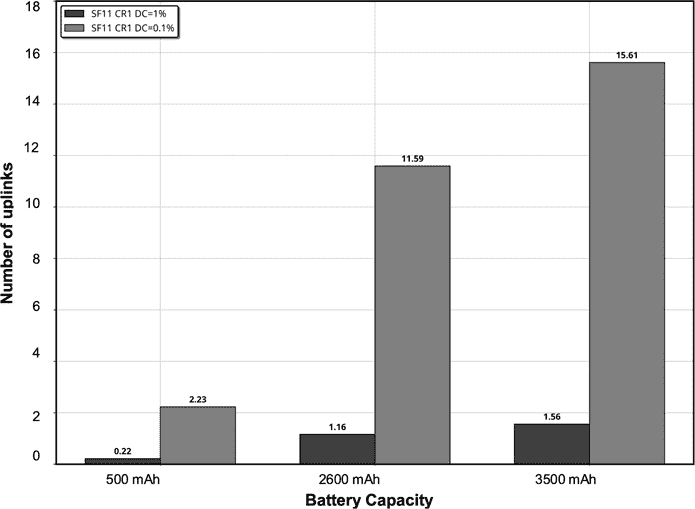 18
16
14
12
10
8
6
4
2
0
Number of uplinks
SF11 CR1 DC=1%
SF11 CR1 DC=0.1%
0.22
2.23
1.16
11.59
1.56
15.61
500 mAh
2600 mAh
3500 mAh
Battery Capacity